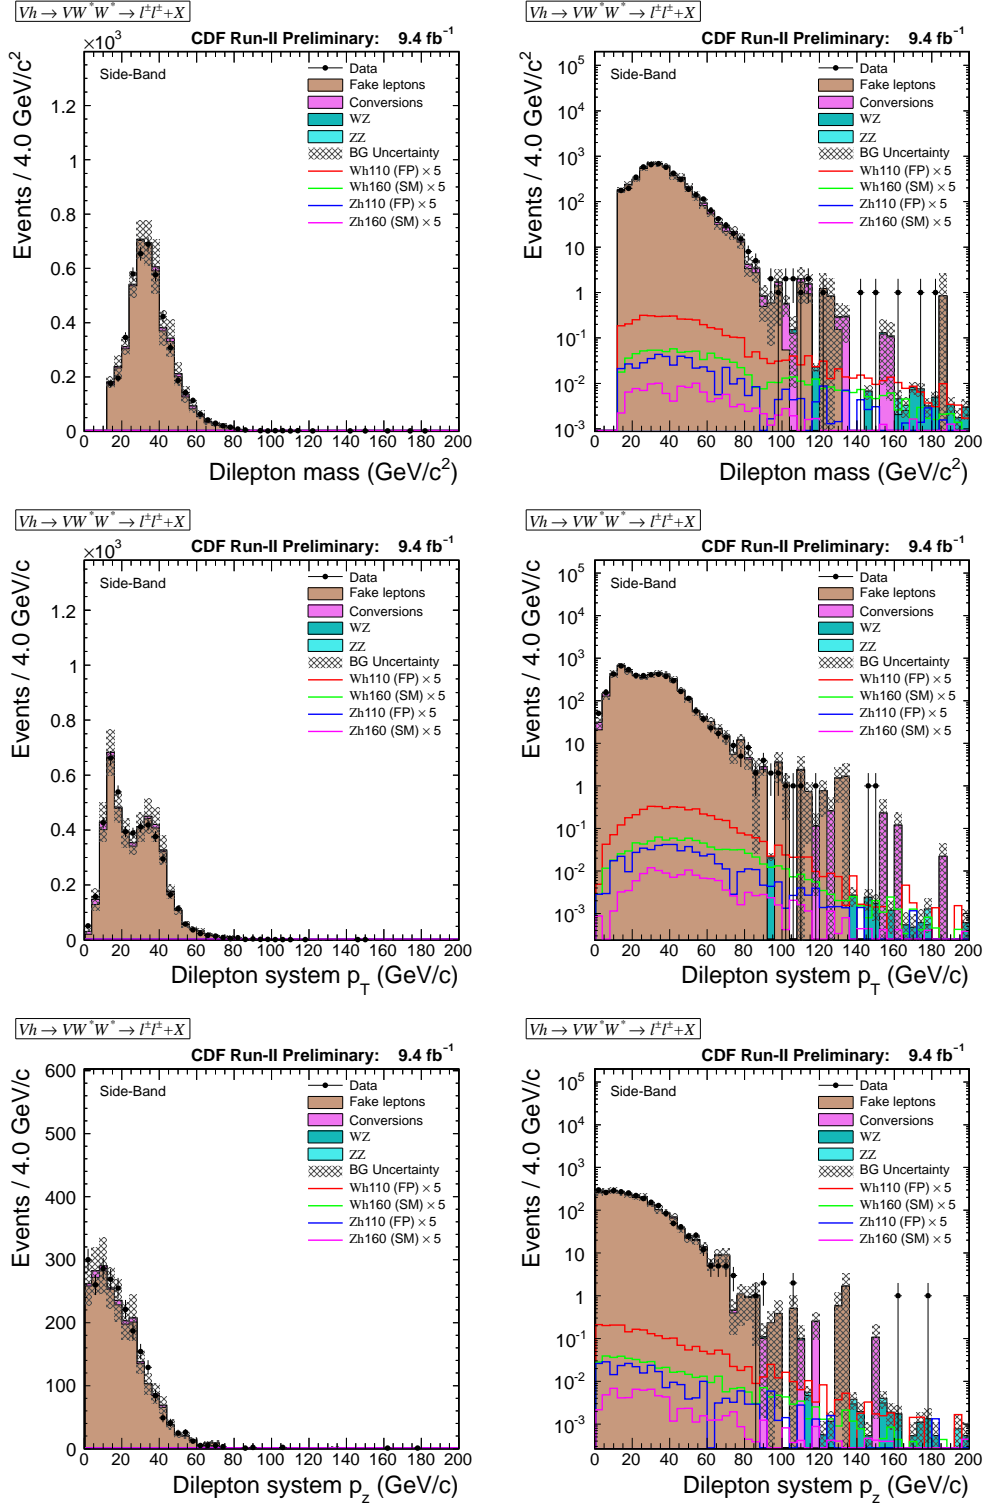 Vh → VW*W* → l±l±+X
CDF Run-II Preliminary: 9.4 fb⁻¹
×10³
Side-Band
Data
Fake leptons
Conversions
WZ
ZZ
BG Uncertainty
Wh110 (FP) × 5
Wh160 (SM) × 5
Zh110 (FP) × 5
Zh160 (SM) × 5
Events / 4.0 GeV/c²
1.2
1
0.8
0.6
0.4
0.2
0
0 20 40 60 80 100 120 140 160 180 200
Dilepton mass (GeV/c²)
Vh → VW*W* → l±l±+X
CDF Run-II Preliminary: 9.4 fb⁻¹
Side-Band
Data
Fake leptons
Conversions
WZ
ZZ
BG Uncertainty
Wh110 (FP) × 5
Wh160 (SM) × 5
Zh110 (FP) × 5
Zh160 (SM) × 5
Events / 4.0 GeV/c²
10⁵
10⁴
10³
10²
10
1
10⁻¹
10⁻²
10⁻³
0 20 40 60 80 100 120 140 160 180 200
Dilepton mass (GeV/c²)
Vh → VW*W* → l±l±+X
CDF Run-II Preliminary: 9.4 fb⁻¹
×10³
Side-Band
Data
Fake leptons
Conversions
WZ
ZZ
BG Uncertainty
Wh110 (FP) × 5
Wh160 (SM) × 5
Zh110 (FP) × 5
Zh160 (SM) × 5
Events / 4.0 GeV/c
1.2
1
0.8
0.6
0.4
0.2
0
0 20 40 60 80 100 120 140 160 180 200
Dilepton system p_T (GeV/c)
Vh → VW*W* → l±l±+X
CDF Run-II Preliminary: 9.4 fb⁻¹
Side-Band
Data
Fake leptons
Conversions
WZ
ZZ
BG Uncertainty
Wh110 (FP) × 5
Wh160 (SM) × 5
Zh110 (FP) × 5
Zh160 (SM) × 5
Events / 4.0 GeV/c
10⁵
10⁴
10³
10²
10
1
10⁻¹
10⁻²
10⁻³
0 20 40 60 80 100 120 140 160 180 200
Dilepton system p_T (GeV/c)
Vh → VW*W* → l±l±+X
CDF Run-II Preliminary: 9.4 fb⁻¹
Side-Band
Data
Fake leptons
Conversions
WZ
ZZ
BG Uncertainty
Wh110 (FP) × 5
Wh160 (SM) × 5
Zh110 (FP) × 5
Zh160 (SM) × 5
Events / 4.0 GeV/c
600
500
400
300
200
100
0
0 20 40 60 80 100 120 140 160 180 200
Dilepton system p_z (GeV/c)
Vh → VW*W* → l±l±+X
CDF Run-II Preliminary: 9.4 fb⁻¹
Side-Band
Data
Fake leptons
Conversions
WZ
ZZ
BG Uncertainty
Wh110 (FP) × 5
Wh160 (SM) × 5
Zh110 (FP) × 5
Zh160 (SM) × 5
Events / 4.0 GeV/c
10⁵
10⁴
10³
10²
10
1
10⁻¹
10⁻²
10⁻³
0 20 40 60 80 100 120 140 160 180 200
Dilepton system p_z (GeV/c)